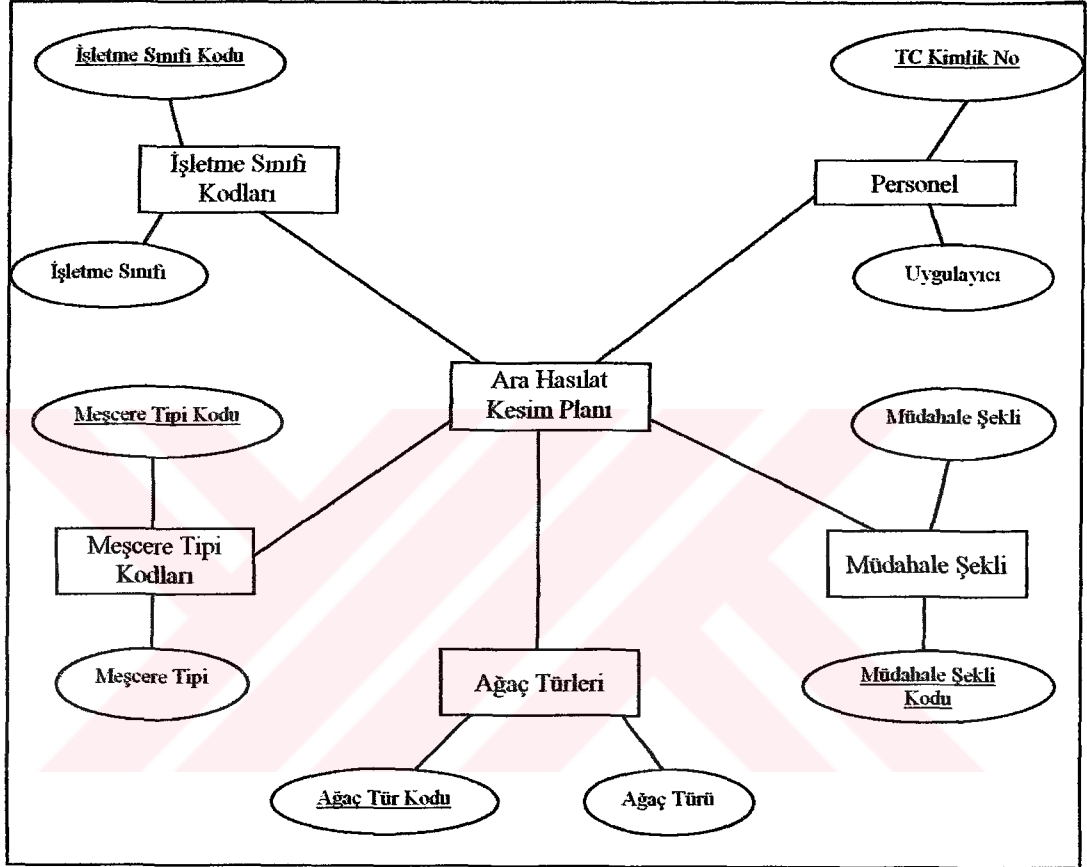 İşletme Sınıfı Kodu
TC Kimlik No
İşletme Sınıfı
Kodları
Personel
İşletme Sınıfı
Uygulayıcı
Ara Hasılat
Kesim Planı
Meşcere Tipi Kodu
Müdahale Şekli
Meşcere Tipi
Kodları
Müdahale Şekli
Meşcere Tipi
Ağaç Türleri
Müdahale Şekli
Kodu
Ağaç Tür Kodu
Ağaç Türü